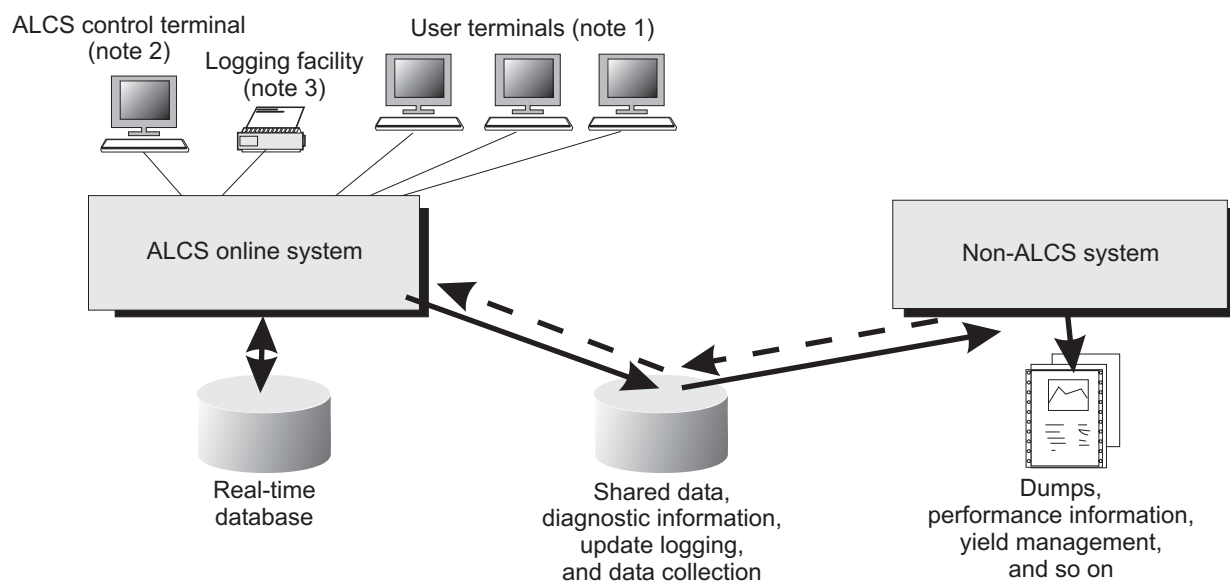 ALCS control terminal
(note 2)
Logging facility
(note 3)
User terminals (note 1)
ALCS online system
Non-ALCS system
Real-time
database
Shared data,
diagnostic information,
update logging,
and data collection
Dumps,
performance information,
yield management,
and so on